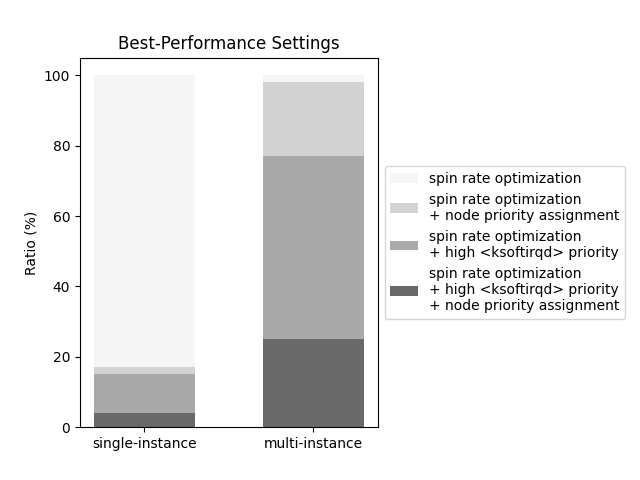 Best-Performance Settings
Ratio (%)
100
80
60
40
20
0
single-instance
multi-instance
spin rate optimization
spin rate optimization
+ node priority assignment
spin rate optimization
+ high <ksoftirqd> priority
spin rate optimization
+ high <ksoftirqd> priority
+ node priority assignment